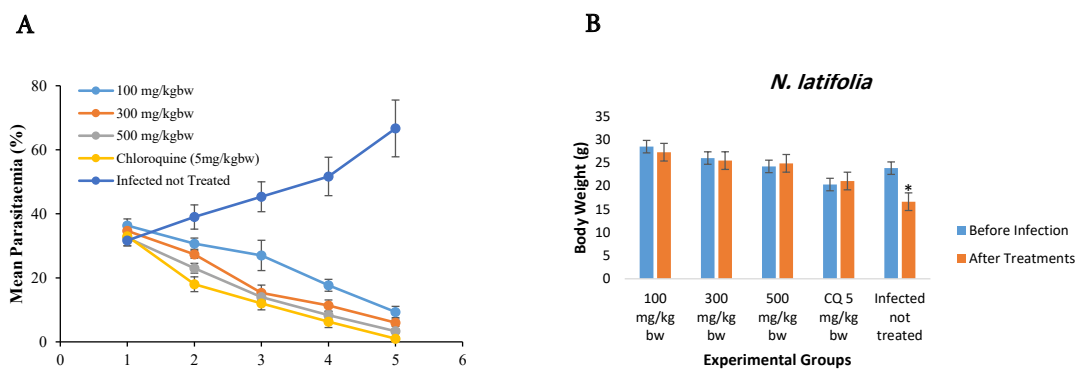 A
Mean Parasitaemia (%)
80
60
40
20
0
100 mg/kgbw
300 mg/kgbw
500 mg/kgbw
Chloroquine (5mg/kgbw)
Infected not Treated
0 1 2 3 4 5 6
B
N. latifolia
Body Weight (g)
35
30
25
20
15
10
5
0
*
100
mg/kg
bw
300
mg/kg
bw
500
mg/kg
bw
CQ 5
mg/kg
bw
Infected
not
treated
Experimental Groups
Before Infection
After Treatments